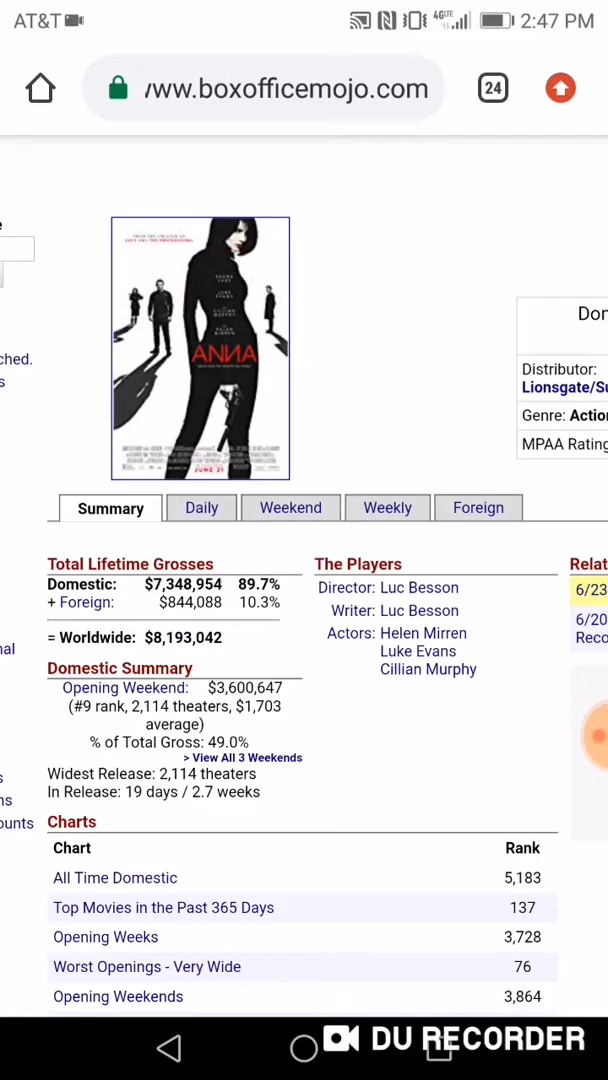 AT&T
4G LTE
2:47 PM
www.boxofficemojo.com
24
e
ched.
s
ANNA
JUNE 21
Don
Distributor:
Lionsgate/Su
Genre: Actio
MPAA Rating
Summary
Daily
Weekend
Weekly
Foreign
Total Lifetime Grosses
Domestic: $7,348,954 89.7%
+ Foreign: $844,088 10.3%
= Worldwide: $8,193,042
Domestic Summary
Opening Weekend: $3,600,647
(#9 rank, 2,114 theaters, $1,703
average)
% of Total Gross: 49.0%
> View All 3 Weekends
Widest Release: 2,114 theaters
In Release: 19 days / 2.7 weeks
The Players
Director: Luc Besson
Writer: Luc Besson
Actors: Helen Mirren
Luke Evans
Cillian Murphy
Relat
6/23
6/20
Reco
nal
s
ns
ounts
Charts
Chart Rank
All Time Domestic 5,183
Top Movies in the Past 365 Days 137
Opening Weeks 3,728
Worst Openings - Very Wide 76
Opening Weekends 3,864
DU RECORDER